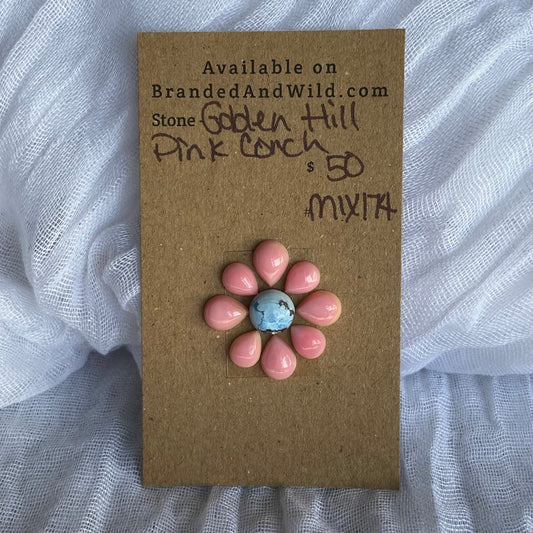 Available on
BrandedAndWild.com
Stone Golden Hill
Pink Conch
$ 50
#MIX174